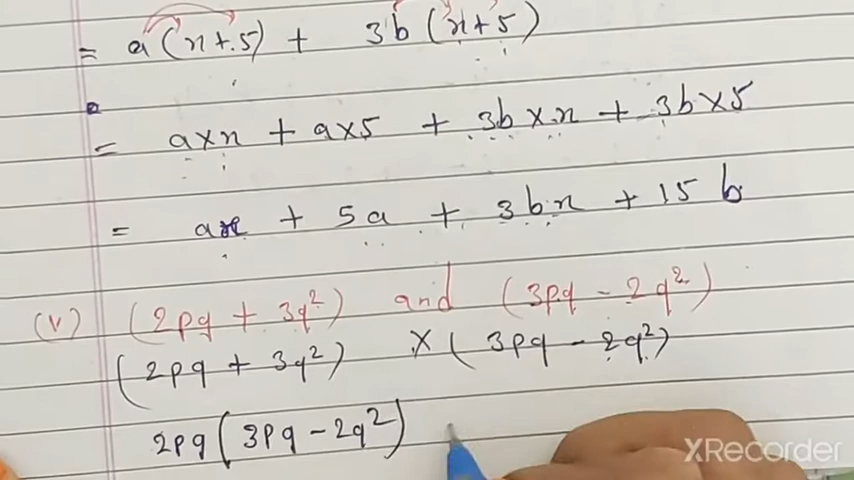 = a(x+5) + 3b(x+5)
= a×x + a×5 + 3b×x + 3b×5
= ax + 5a + 3bx + 15 b
(v) (2pq + 3q²) and (3pq - 2q²)
(2pq + 3q²) × (3pq - 2q²)
2pq(3pq - 2q²)
XRecorder